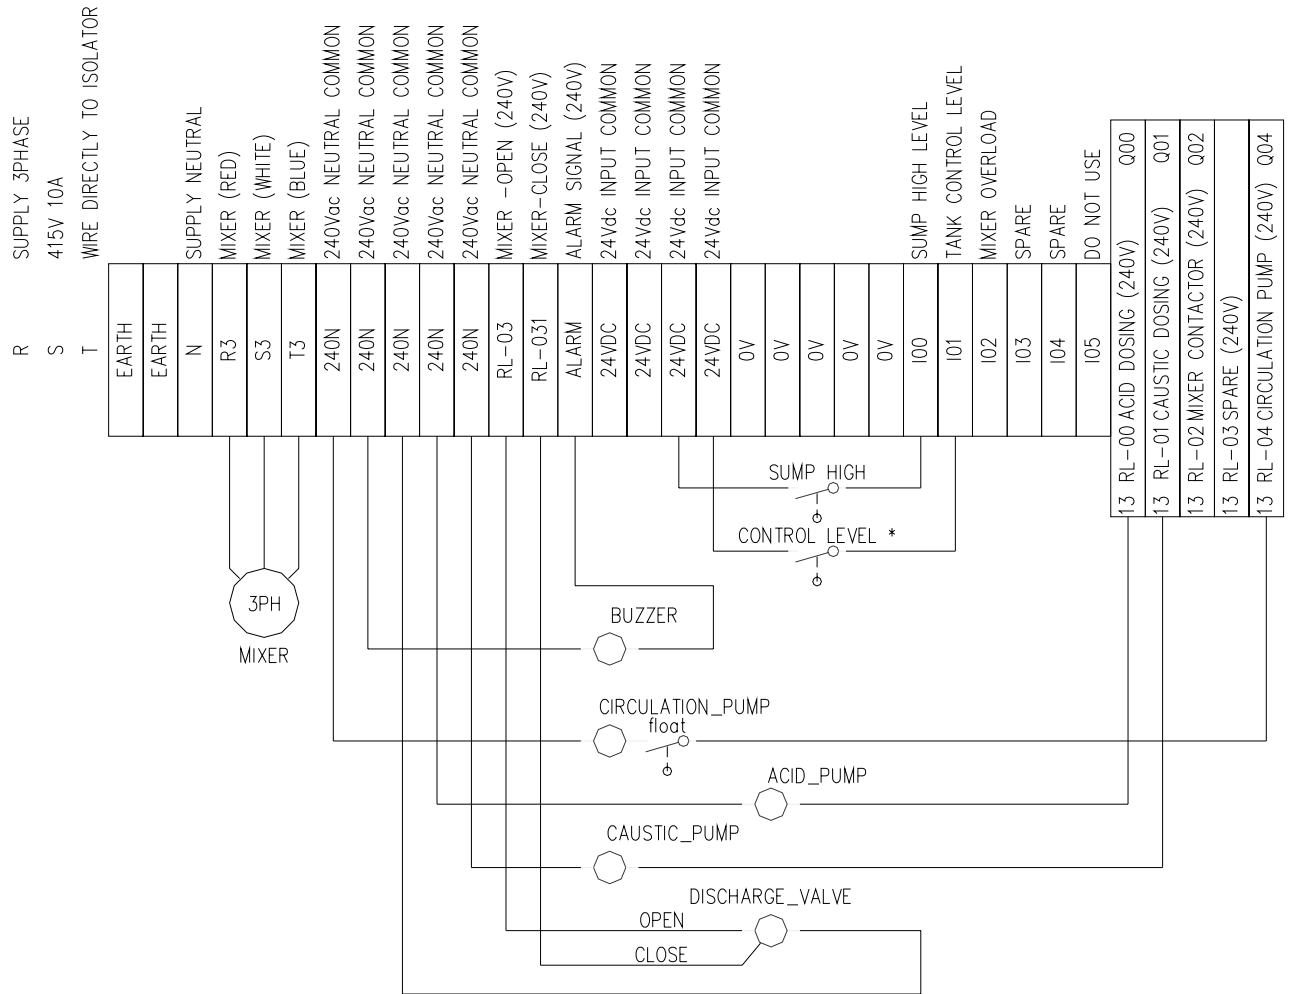 R
SUPPLY 3PHASE
S
415V 10A
T
WIRE DIRECTLY TO ISOLATOR
EARTH
EARTH
N
SUPPLY NEUTRAL
R3
MIXER (RED)
S3
MIXER (WHITE)
T3
MIXER (BLUE)
240N
240Vac NEUTRAL COMMON
240N
240Vac NEUTRAL COMMON
240N
240Vac NEUTRAL COMMON
240N
240Vac NEUTRAL COMMON
240N
240Vac NEUTRAL COMMON
RL-03
MIXER -OPEN (240V)
RL-031
MIXER-CLOSE (240V)
ALARM
ALARM SIGNAL (240V)
24VDC
24Vdc INPUT COMMON
24VDC
24Vdc INPUT COMMON
24VDC
24Vdc INPUT COMMON
24VDC
24Vdc INPUT COMMON
0V
0V
0V
0V
0V
I00
SUMP HIGH LEVEL
I01
TANK CONTROL LEVEL
I02
MIXER OVERLOAD
I03
SPARE
I04
SPARE
I05
DO NOT USE
13 RL-00 ACID DOSING (240V) Q00
13 RL-01 CAUSTIC DOSING (240V) Q01
13 RL-02 MIXER CONTACTOR (240V) Q02
13 RL-03 SPARE (240V)
13 RL-04 CIRCULATION PUMP (240V) Q04
SUMP HIGH
CONTROL LEVEL *
3PH
MIXER
BUZZER
CIRCULATION_PUMP
float
ACID_PUMP
CAUSTIC_PUMP
DISCHARGE_VALVE
OPEN
CLOSE